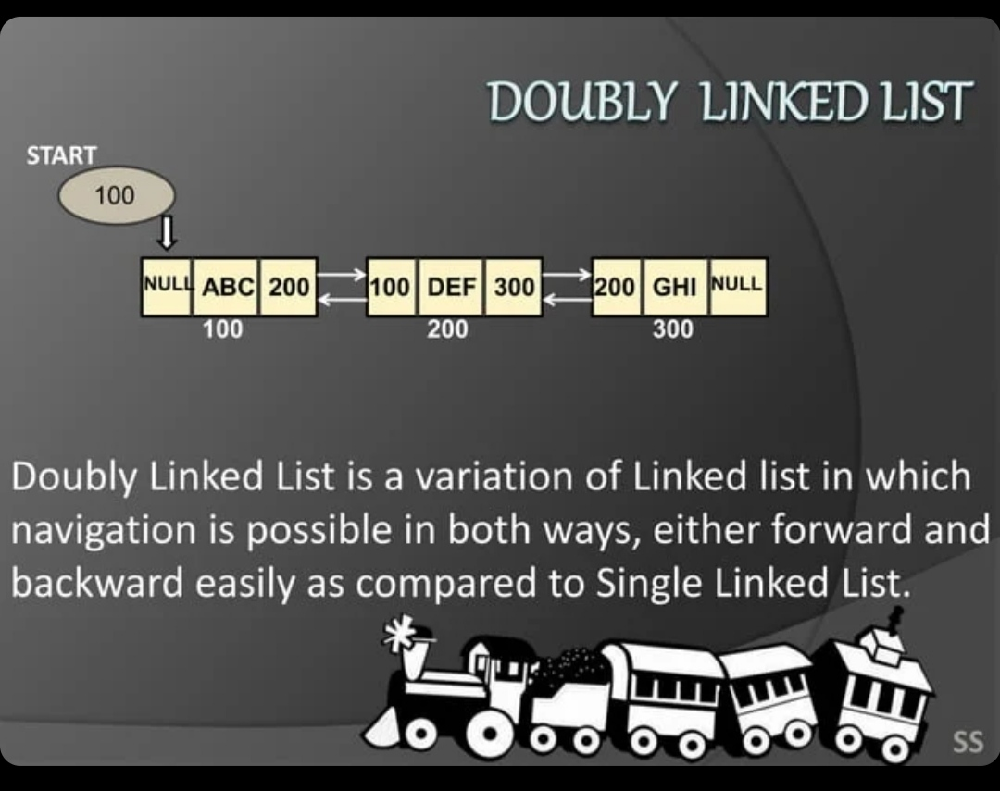 DOUBLY LINKED LIST
START
100
NULL ABC 200 100 DEF 300 200 GHI NULL
100 200 300
Doubly Linked List is a variation of Linked list in which
navigation is possible in both ways, either forward and
backward easily as compared to Single Linked List.
SS